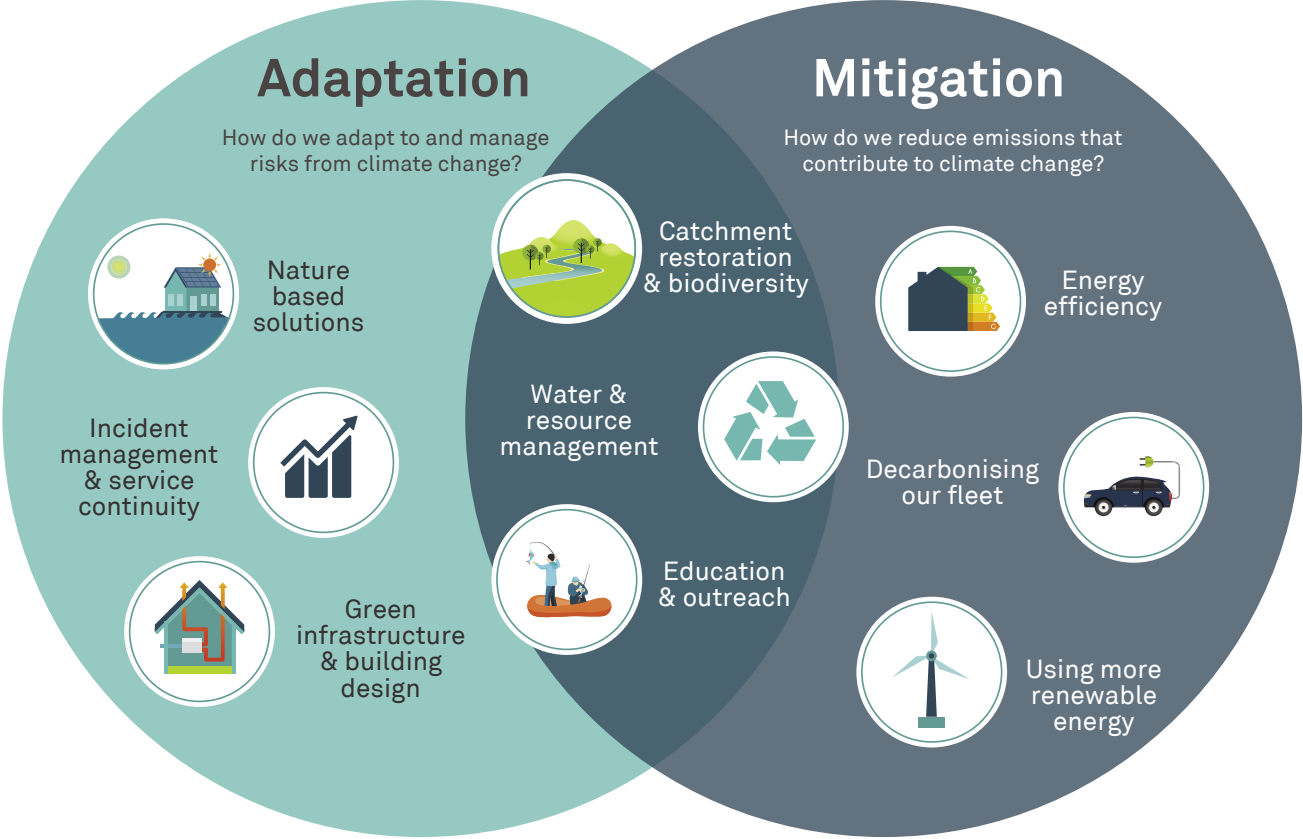 Adaptation
How do we adapt to and manage
risks from climate change?
Nature
based
solutions
Incident
management
& service
continuity
Green
infrastructure
& building
design
Catchment
restoration
& biodiversity
Water &
resource
management
Education
& outreach
Mitigation
How do we reduce emissions that
contribute to climate change?
Energy
efficiency
A
B
C
D
E
F
G
Decarbonising
our fleet
Using more
renewable
energy